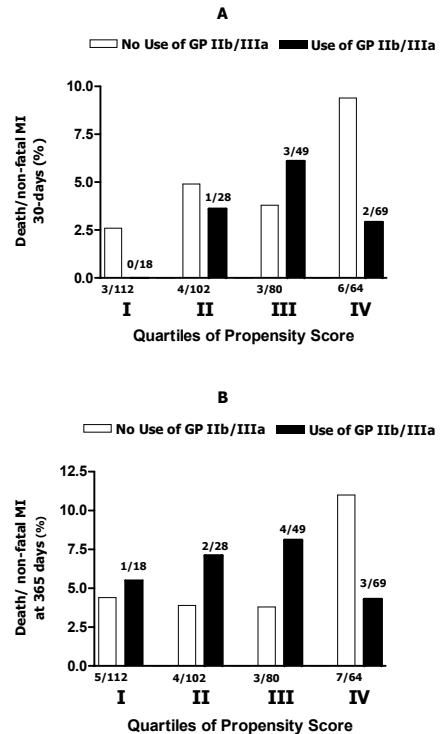 A
No Use of GP IIb/IIIa Use of GP IIb/IIIa
Death/non-fatal MI
30-days (%)
10.0
7.5
5.0
2.5
0.0
0/18
1/28
3/49
2/69
3/112 4/102 3/80 6/64
I II III IV
Quartiles of Propensity Score
B
No Use of GP IIb/IIIa Use of GP IIb/IIIa
Death/ non-fatal MI
at 365 days (%)
12.5
10.0
7.5
5.0
2.5
0.0
1/18
2/28
4/49
3/69
5/112 4/102 3/80 7/64
I II III IV
Quartiles of Propensity Score